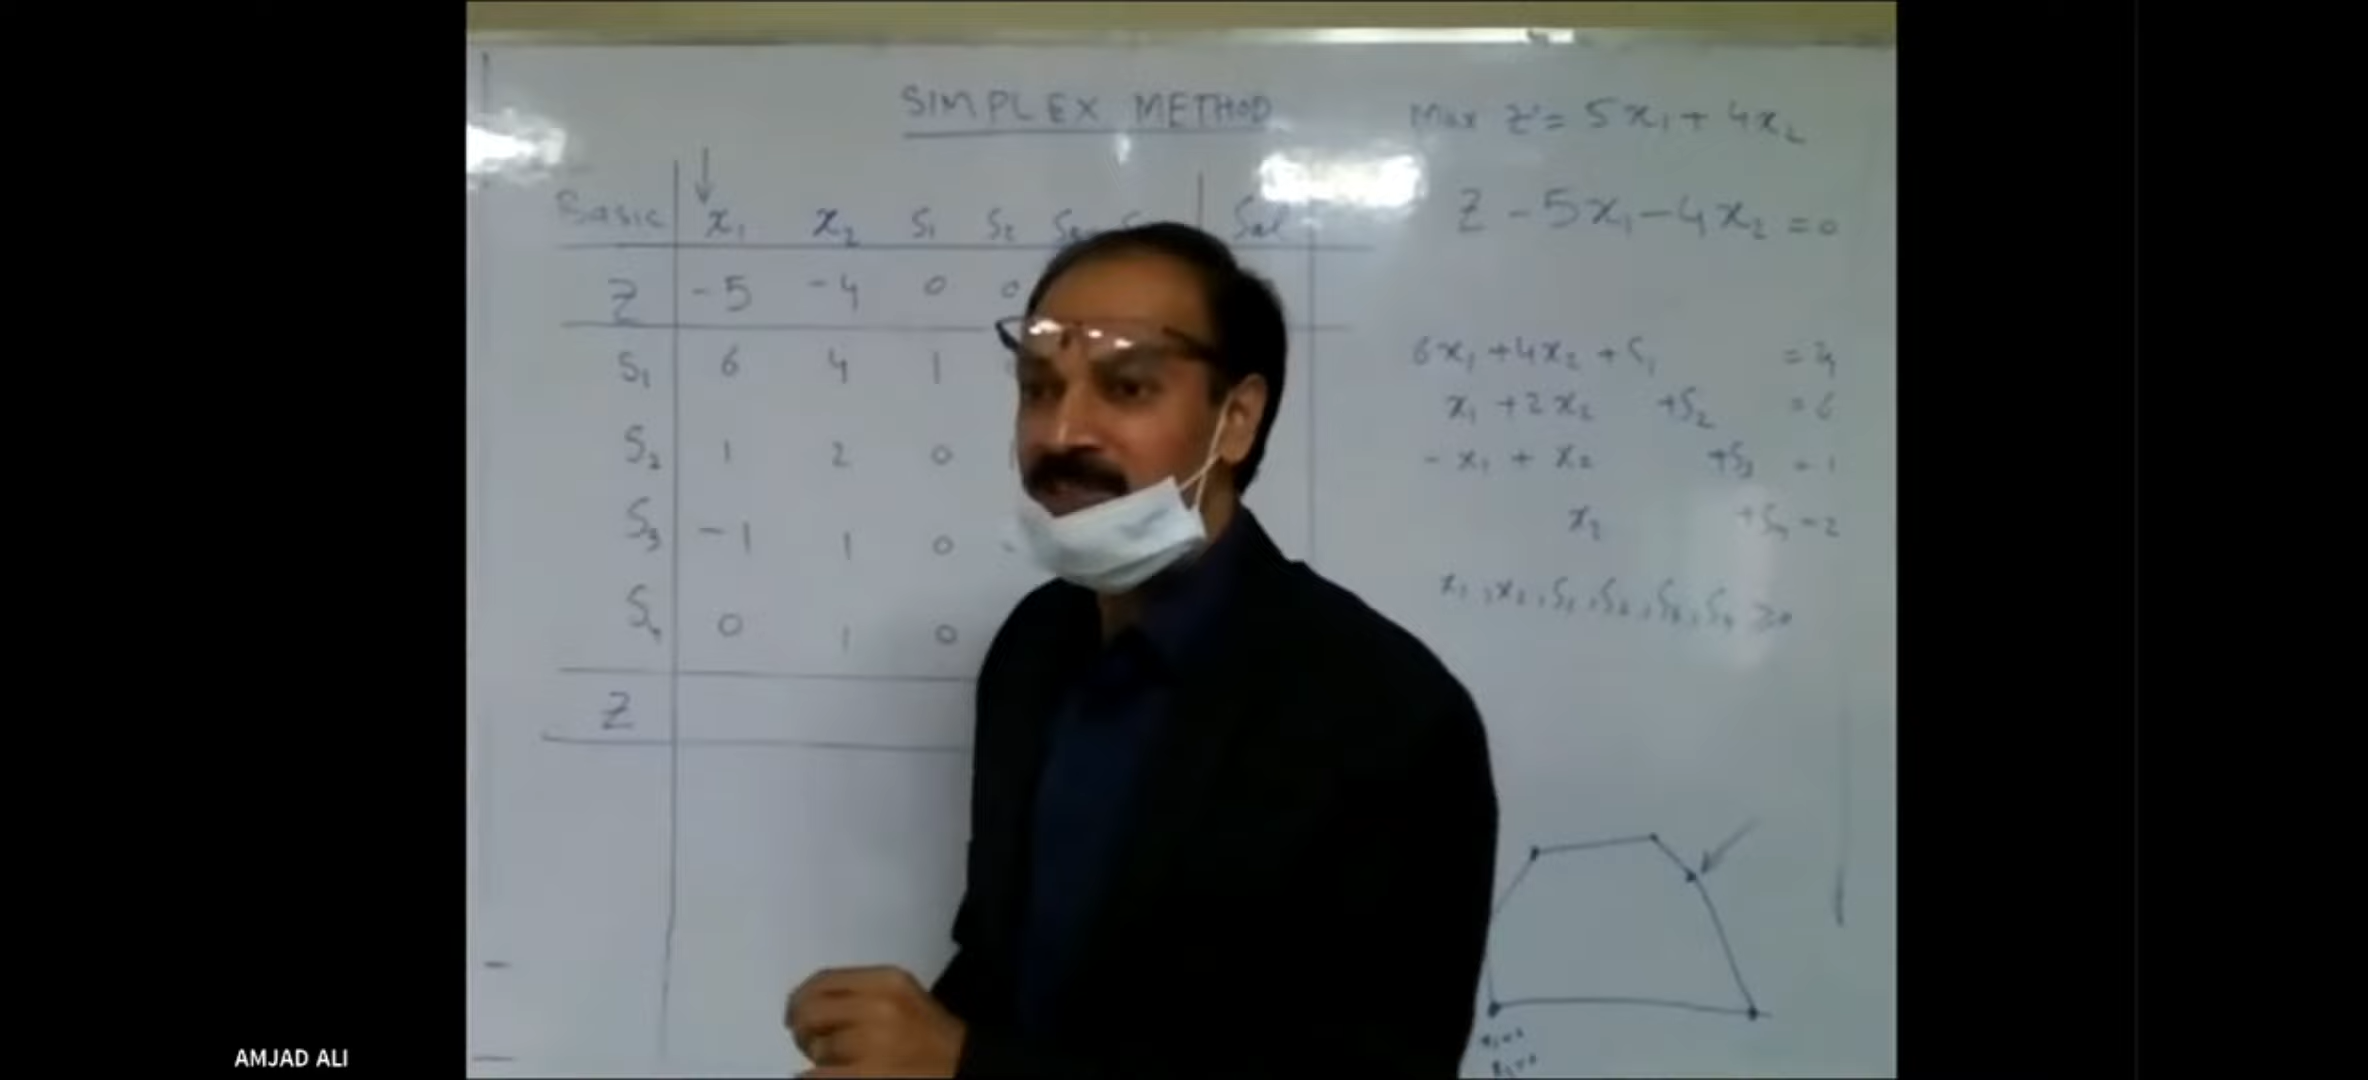 SIMPLEX METHOD
Basic x₁ x₂ S₁ S₂ Sol
Z -5 -4 0 0
S₁ 6 4 1
S₂ 1 2 0
S₃ -1 1 0
S₄ 0 1 0
Z
Max Z = 5x₁ + 4x₂
Z - 5x₁ - 4x₂ = 0
6x₁ + 4x₂ + S₁ =
x₁ + 2x₂ + S₂ = 6
- x₁ + x₂ + S₃ = 1
x₂ + S₄ = 2
x₁, x₂, S₁, S₂, S₃, S₄ ≥ 0
AMJAD ALI